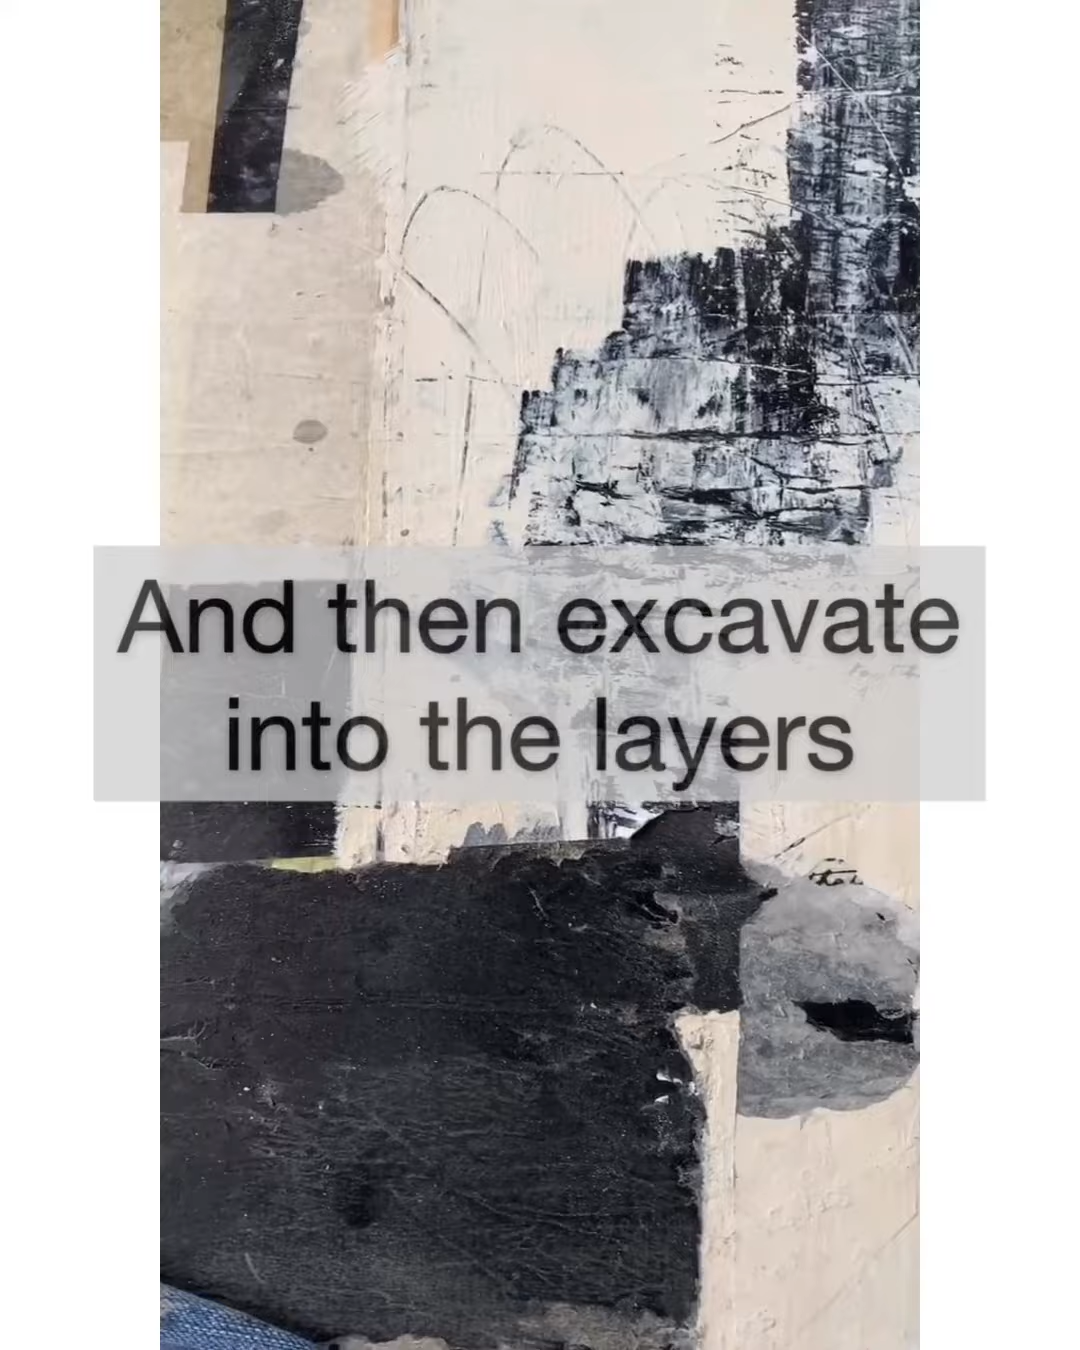 And then excavate
into the layers